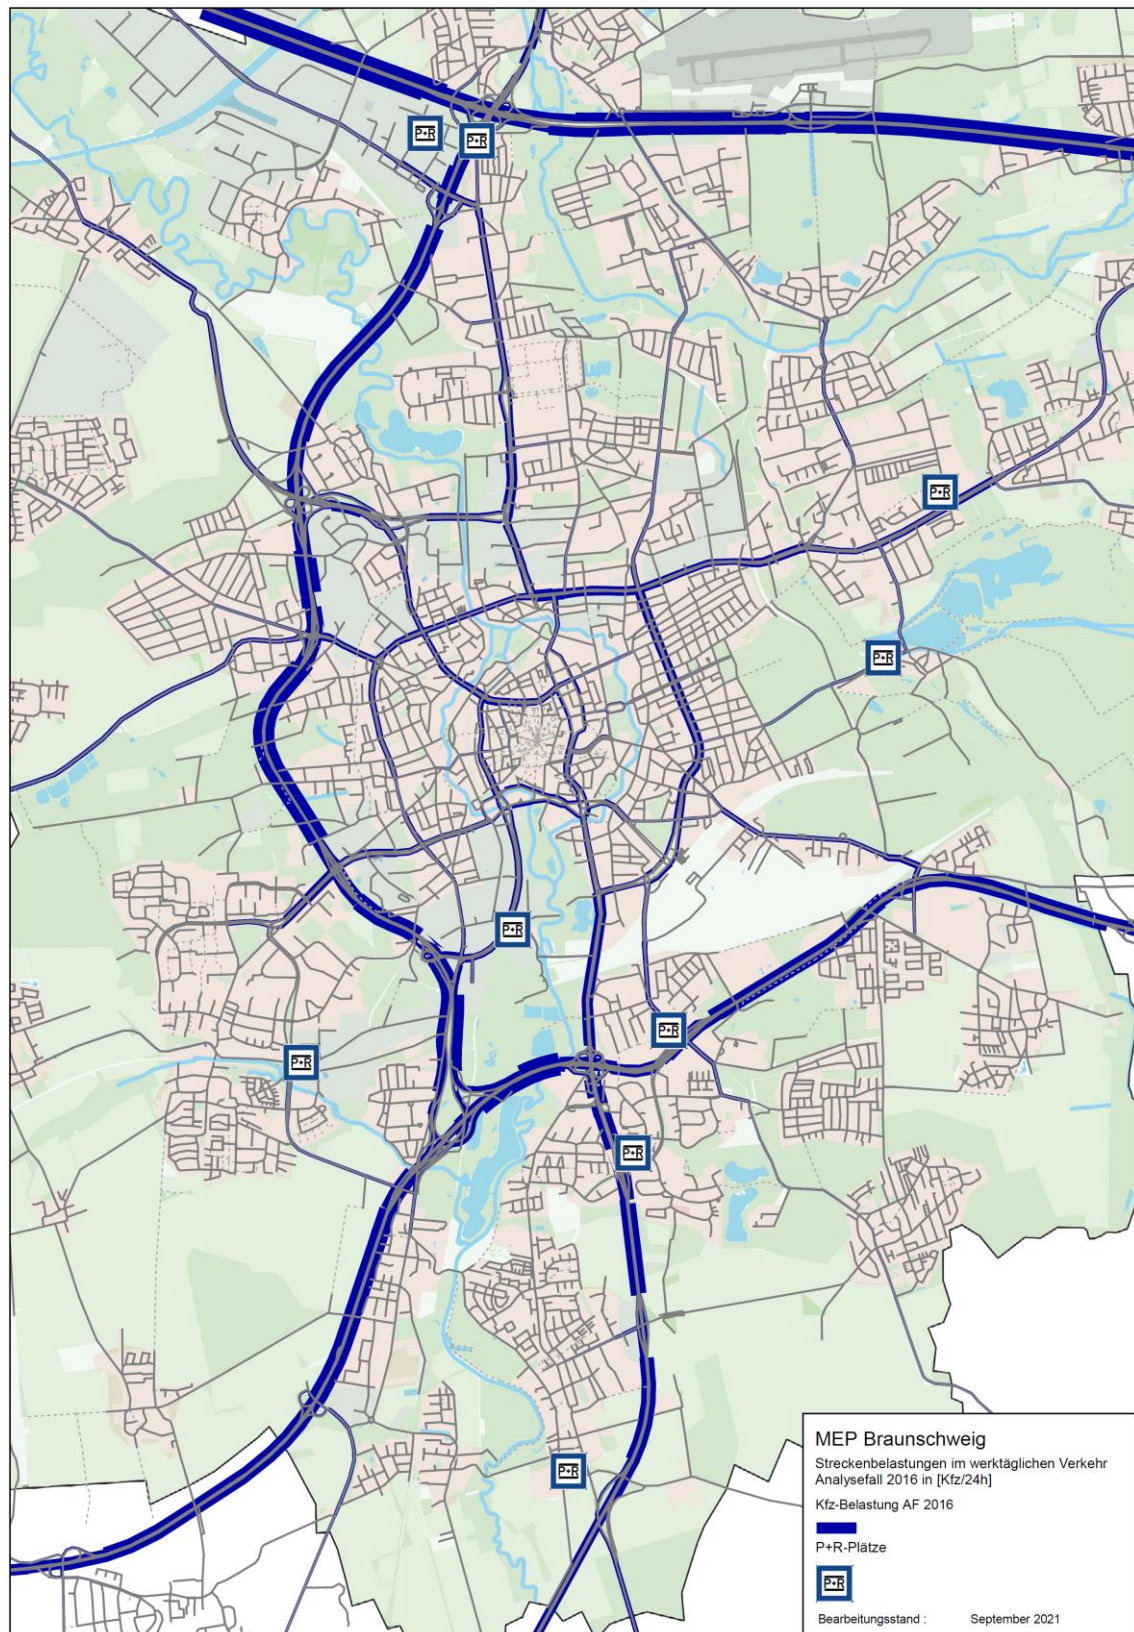 P+R
P+R
P+R
P+R
P+R
P+R
P+R
P+R
P+R
MEP Braunschweig
Streckenbelastungen im werktäglichen Verkehr
Analysefall 2016 in [Kfz/24h]
Kfz-Belastung AF 2016
P+R-Plätze
P+R
Bearbeitungsstand : September 2021